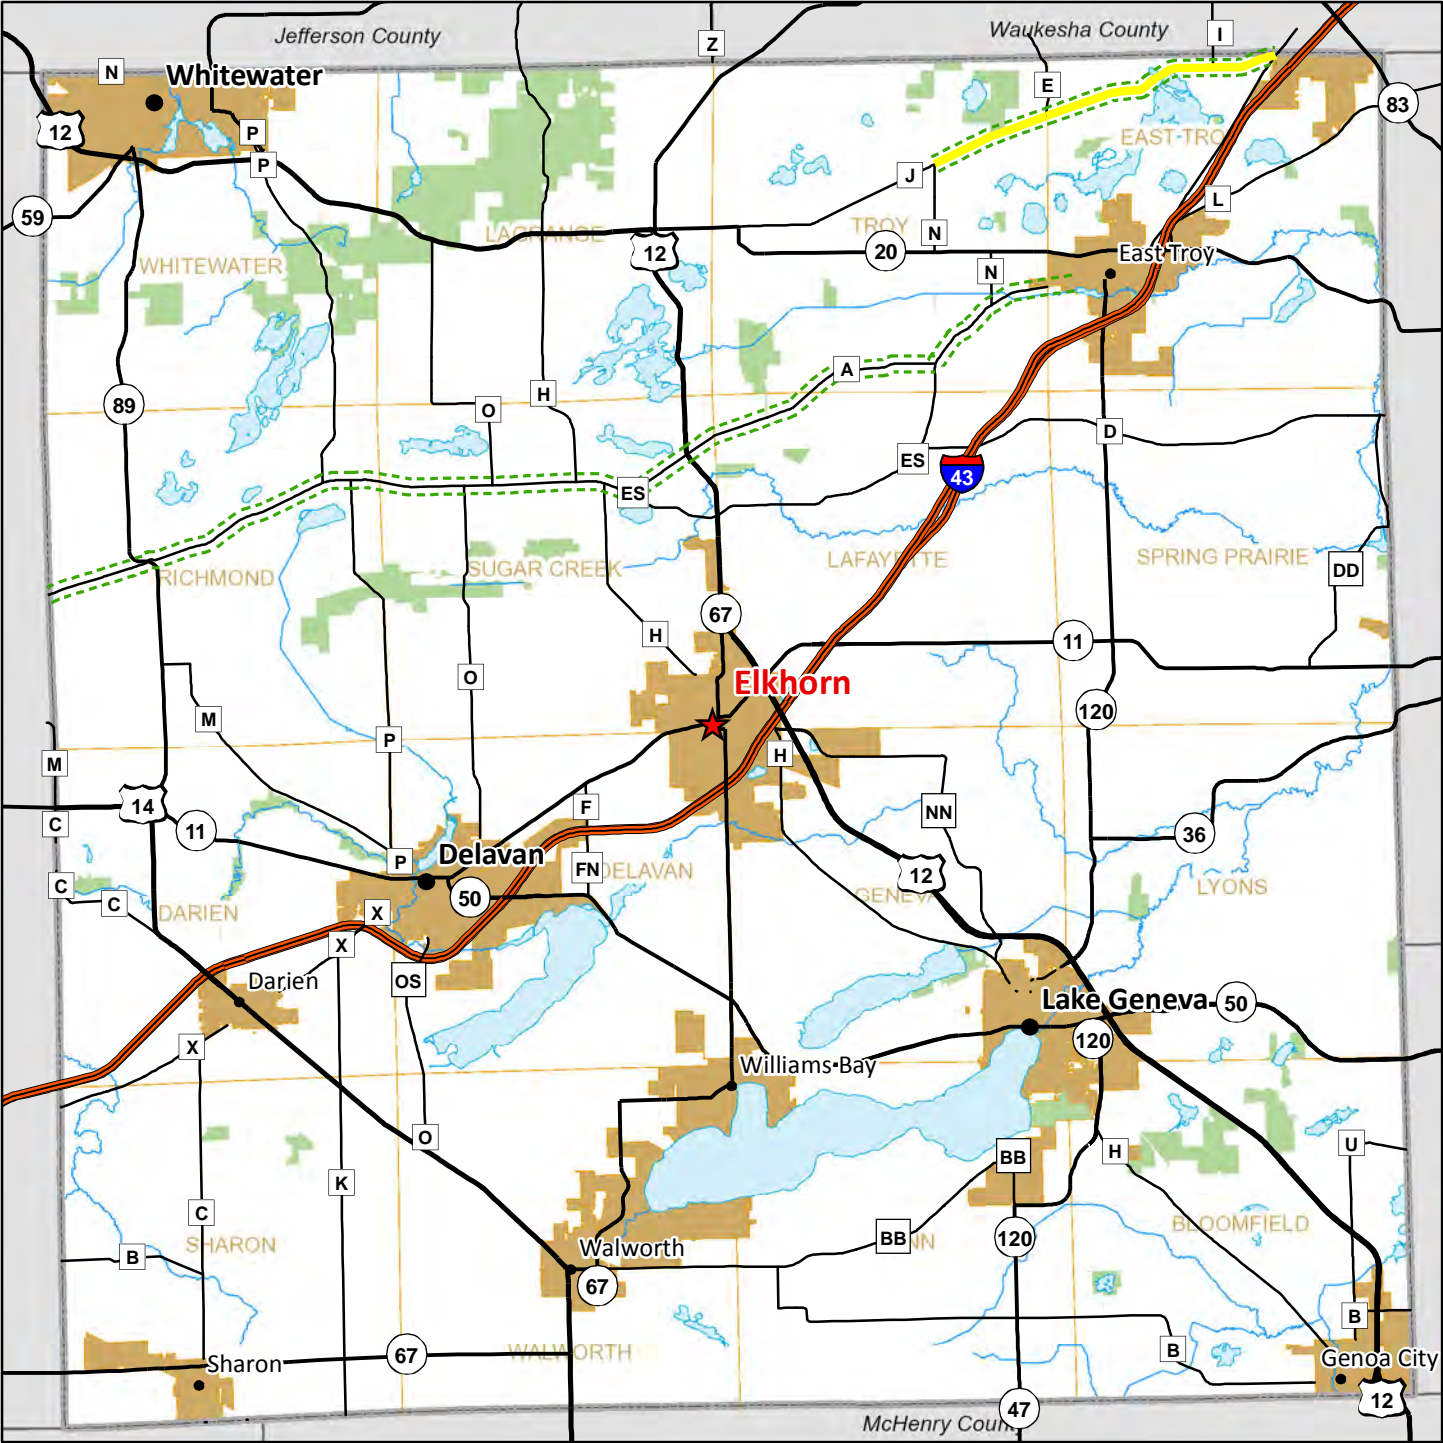 Jefferson County
Waukesha County
Z
I
N
Whitewater
E
83
12
P
EAST TRO
P
J
L
59
TROY
N
LAGRANGE
12
20
East Troy
WHITEWATER
N
A
89
H
O
D
ES
43
ES
RICHMOND
SUGAR CREEK
LAFAYETTE
SPRING PRAIRIE
DD
67
H
11
O
Elkhorn
M
120
P
H
M
14
F
NN
C
11
36
Delavan
P
FN
DELAVAN
12
C
50
GENEVA
LYONS
C
X
DARIEN
X
OS
Darien
Lake Geneva
50
X
120
Williams Bay
O
U
H
BB
K
C
BLOOMFIELD
SHARON
BB
NN
120
B
Walworth
67
B
67
WALWORTH
B
Sharon
Genoa City
12
47
McHenry Coun